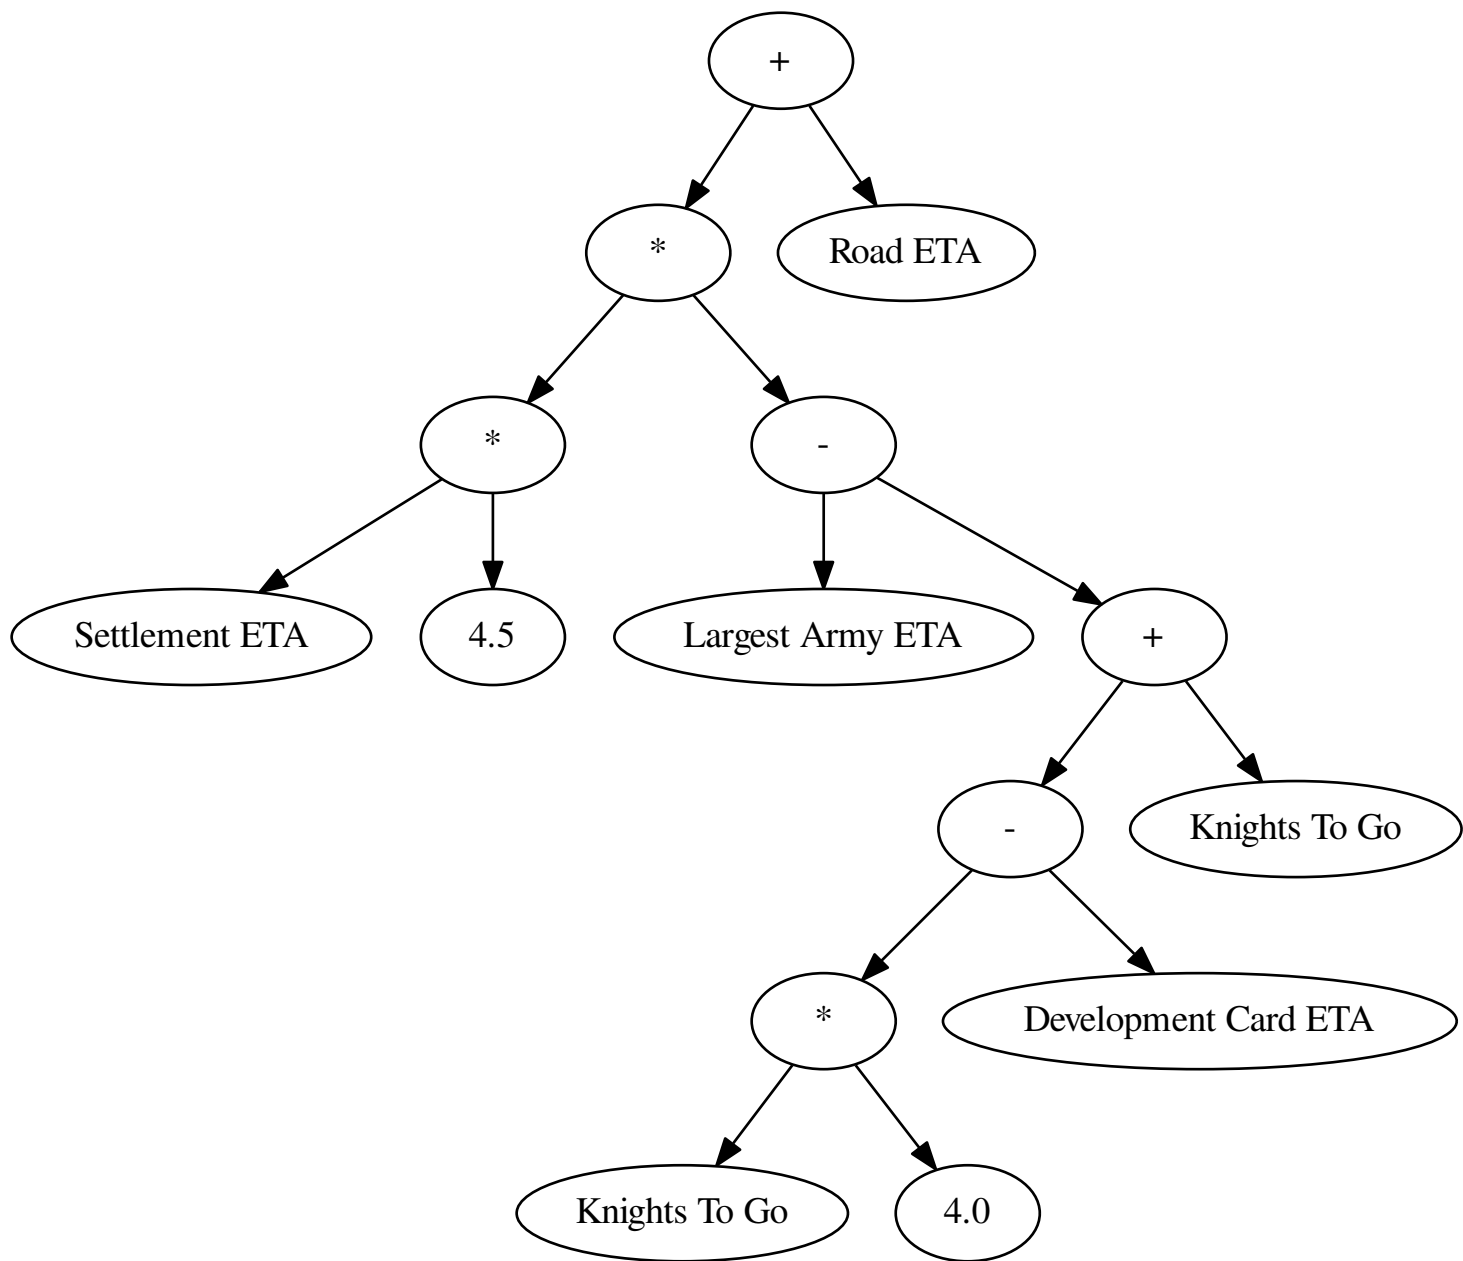 +
*
Road ETA
*
-
Settlement ETA
4.5
Largest Army ETA
+
-
Knights To Go
*
Development Card ETA
Knights To Go
4.0